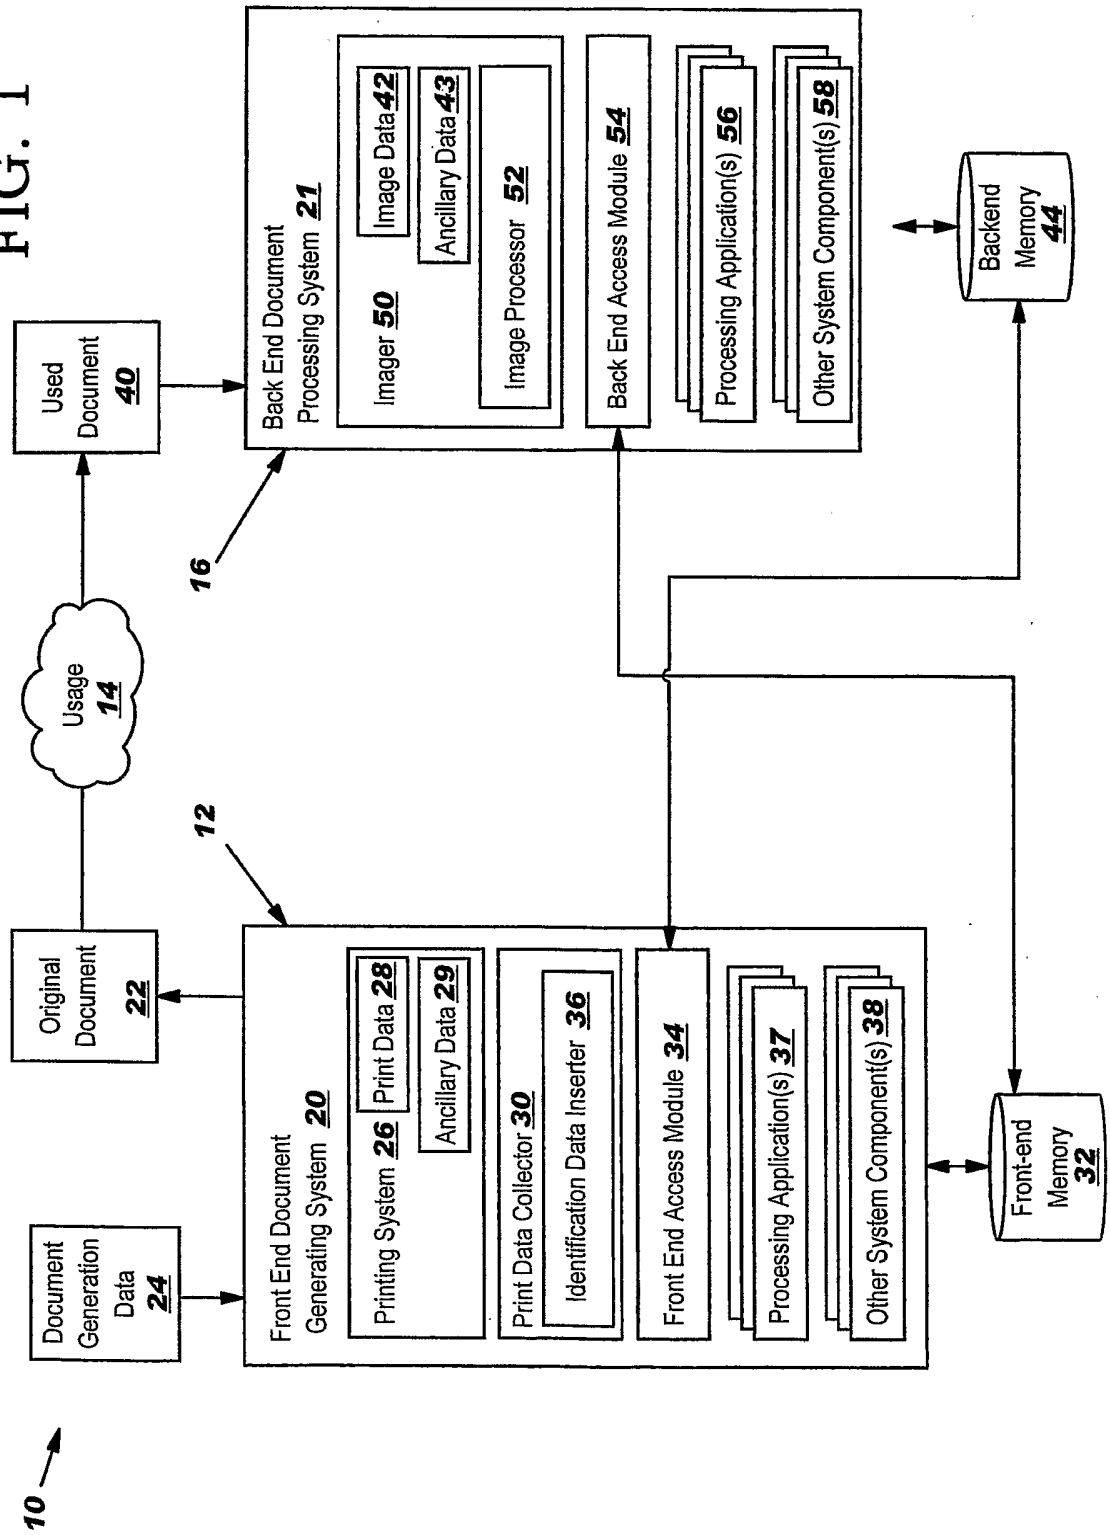 FIG. 1
10
Document
Generation
Data
24
Original
Document
22
Usage
14
Used
Document
40
12
16
Front End Document
Generating System 20
Printing System 26
Print Data 28
Ancillary Data 29
Print Data Collector 30
Identification Data Inserter 36
Front End Access Module 34
Processing Application(s) 37
Other System Component(s) 38
Front-end
Memory
32
Back End Document
Processing System 21
Imager 50
Image Data 42
Ancillary Data 43
Image Processor 52
Back End Access Module 54
Processing Application(s) 56
Other System Component(s) 58
Backend
Memory
44